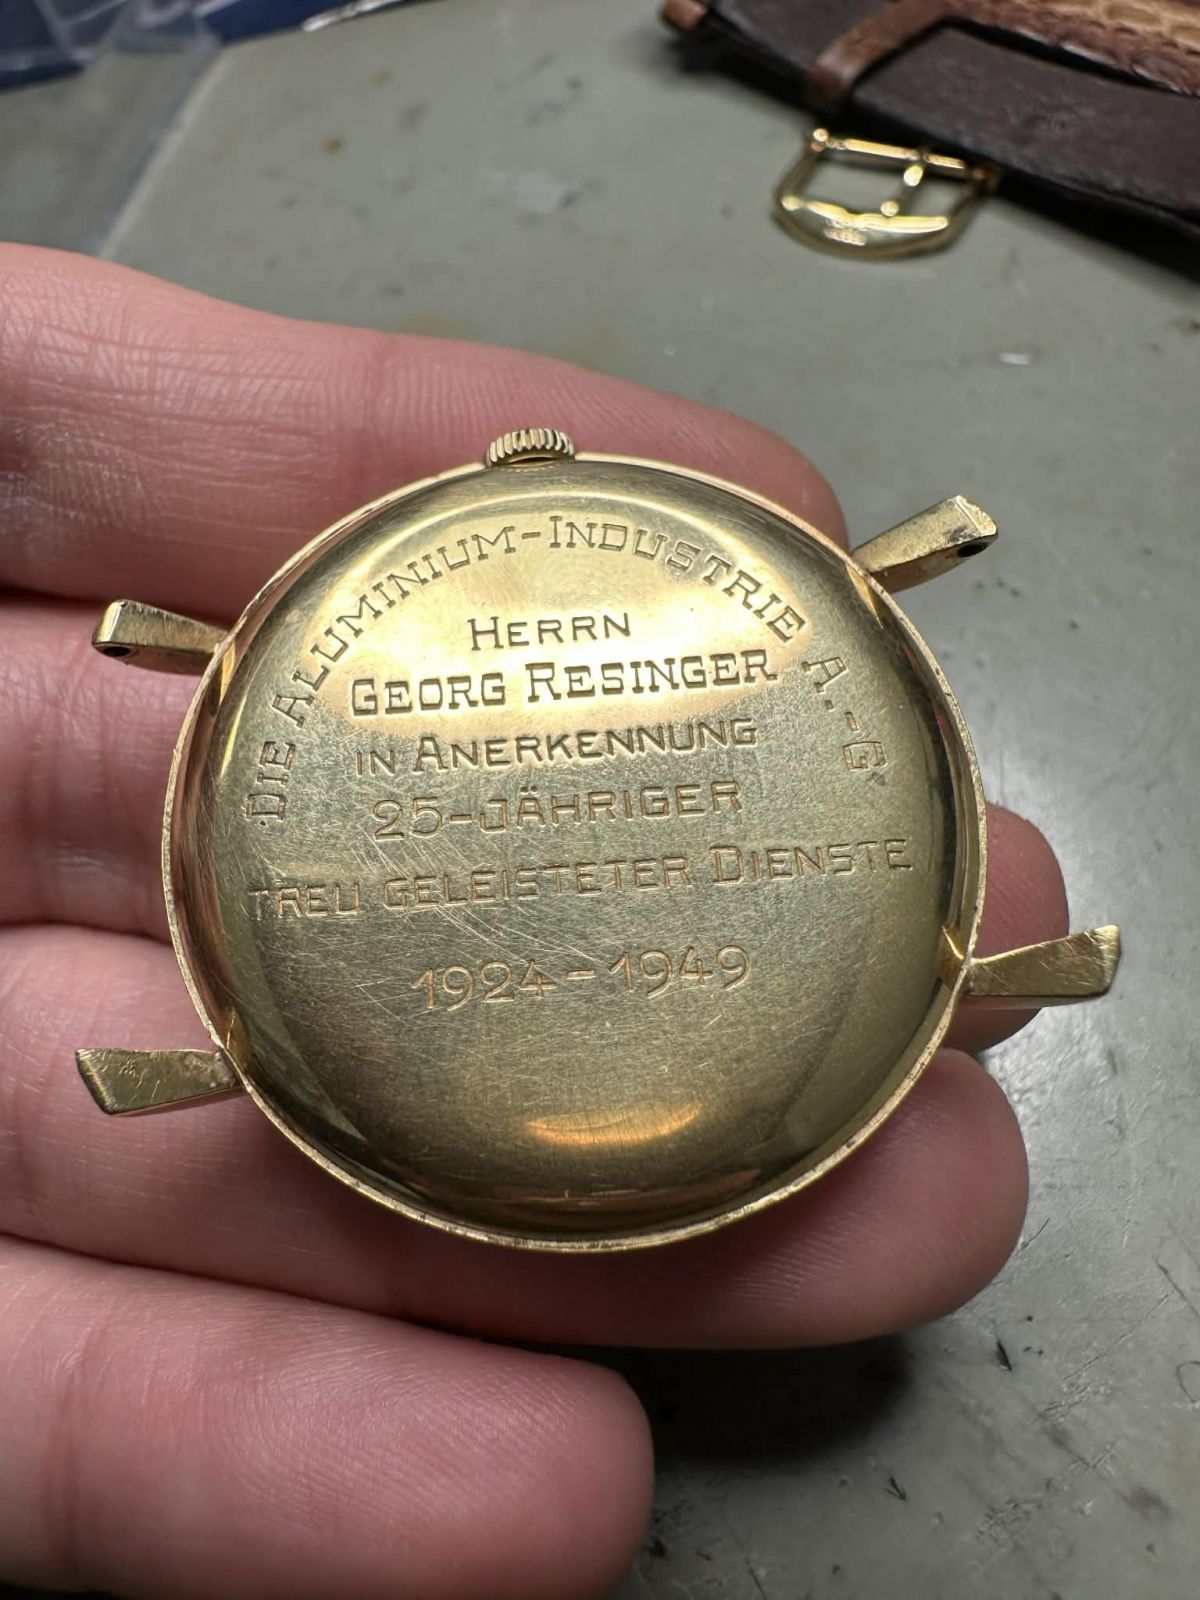 DIE ALUMINIUM-INDUSTRIE A.-G.
HERRN
GEORG RESINGER
IN ANERKENNUNG
25-JÄHRIGER
TREU GELEISTETER DIENSTE
1924-1949